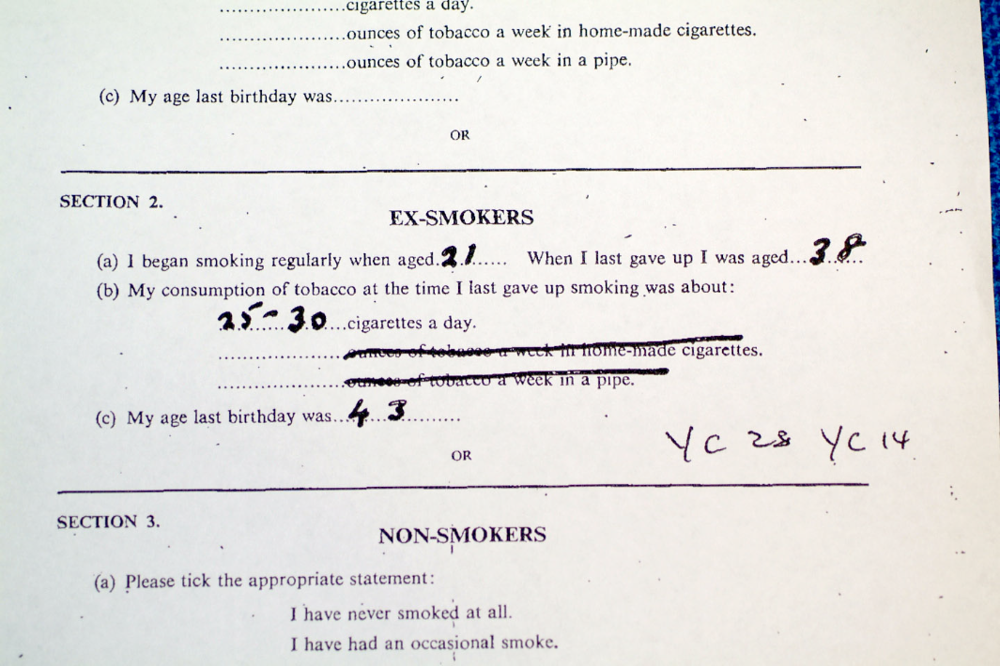 ....................cigarettes a day.
....................ounces of tobacco a week in home-made cigarettes.
....................ounces of tobacco a week in a pipe.
(c) My age last birthday was....................
OR
SECTION 2.
EX-SMOKERS
(a) I began smoking regularly when aged.21...... When I last gave up I was aged...38...
(b) My consumption of tobacco at the time I last gave up smoking was about:
25-30....cigarettes a day.
....................ounces of tobacco a week in home-made cigarettes.
....................ounces of tobacco a week in a pipe.
(c) My age last birthday was...43..........
YC 28 YC 14
OR
SECTION 3.
NON-SMOKERS
(a) Please tick the appropriate statement:
I have never smoked at all.
I have had an occasional smoke.